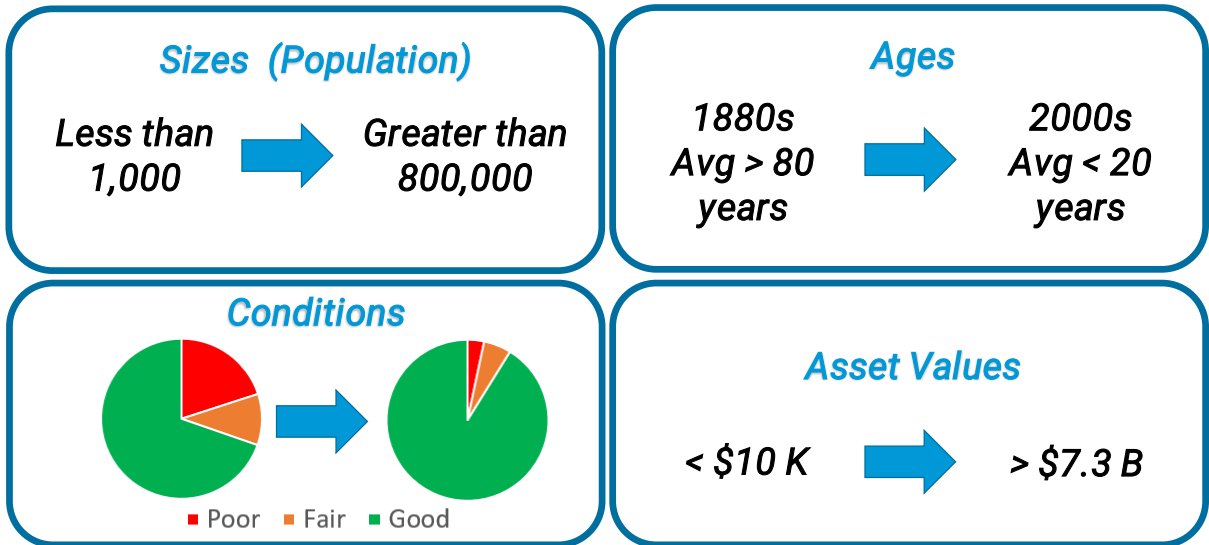 Sizes (Population)
Less than
1,000
Greater than
800,000
Ages
1880s
Avg > 80
years
2000s
Avg < 20
years
Conditions
Poor Fair Good
Asset Values
< $10 K
> $7.3 B